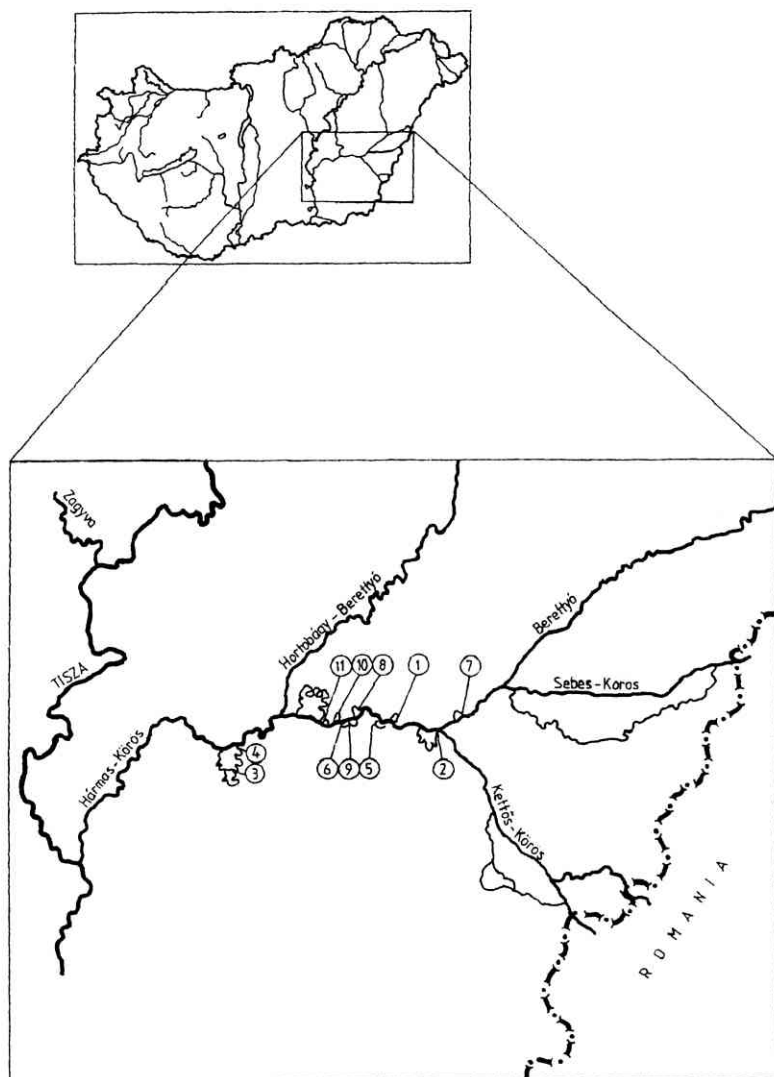 Zagyva
TISZA
Hortobágy-Berettyó
Berettyó
Sebes-Körös
Hármas-Körös
Kettős-Körös
11
10
8
1
7
4
3
6
9
5
2
ROMANIA